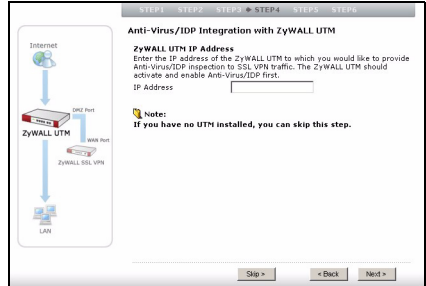 STEP1 STEP2 STEP3 STEP4 STEP5 STEP6
Anti-Virus/IDP Integration with ZyWALL UTM
Internet
DMZ Port
ZyWALL UTM
WAN Port
ZyWALL SSL VPN
LAN
ZyWALL UTM IP Address
Enter the IP address of the ZyWALL UTM to which you would like to provide
Anti-Virus/IDP inspection to SSL VPN traffic. The ZyWALL UTM should
activate and enable Anti-Virus/IDP first.
IP Address
Note:
If you have no UTM installed, you can skip this step.
Skip >
< Back
Next >